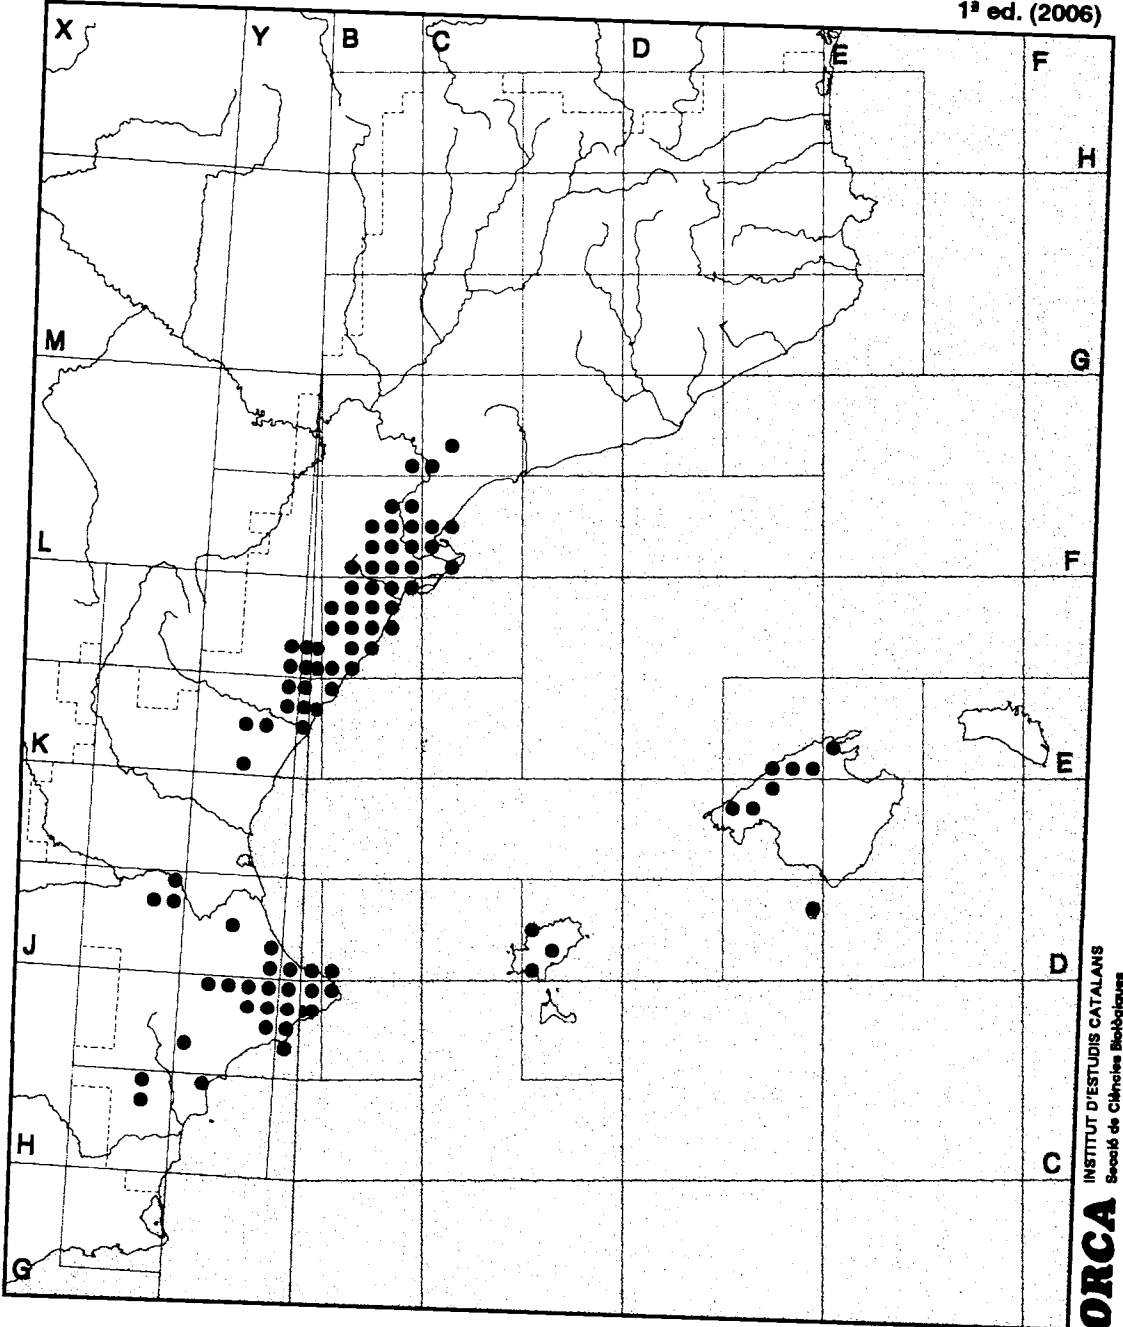 1ª ed. (2006)
X
Y
B
C
D
E
F
H
M
G
L
F
K
E
J
D
H
C
G
ORCA
INSTITUT D'ESTUDIS CATALANS
Secció de Ciències Biològiques